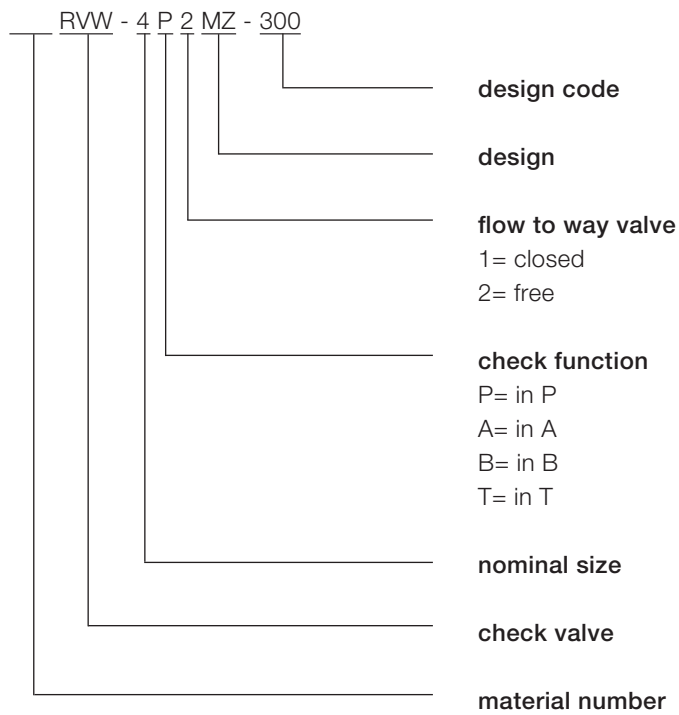 RVW - 4 P 2 MZ - 300
design code
design
flow to way valve
1= closed
2= free
check function
P= in P
A= in A
B= in B
T= in T
nominal size
check valve
material number